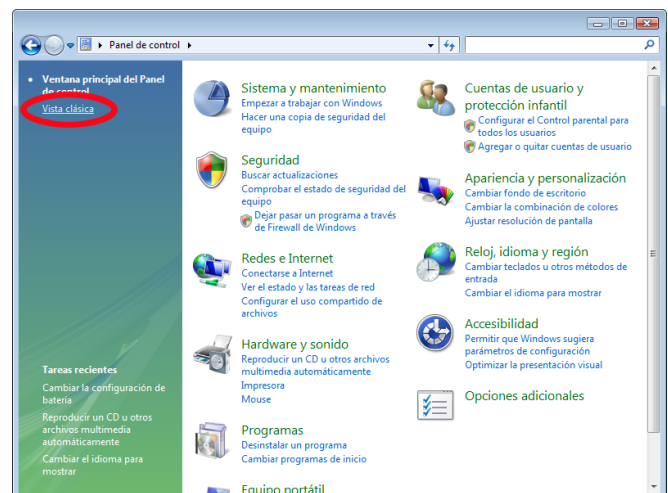 Panel de control
Ventana principal del Panel
de control
Vista clásica
Tareas recientes
Cambiar la configuración de
batería
Reproducir un CD u otros
archivos multimedia
automáticamente
Cambiar el idioma para
mostrar
Sistema y mantenimiento
Empezar a trabajar con Windows
Hacer una copia de seguridad del
equipo
Seguridad
Buscar actualizaciones
Comprobar el estado de seguridad del
equipo
Dejar pasar un programa a través
de Firewall de Windows
Redes e Internet
Conectarse a Internet
Ver el estado y las tareas de red
Configurar el uso compartido de
archivos
Hardware y sonido
Reproducir un CD u otros archivos
multimedia automáticamente
Impresora
Mouse
Programas
Desinstalar un programa
Cambiar programas de inicio
Equipo portátil
Cuentas de usuario y
protección infantil
Configurar el Control parental para
todos los usuarios
Agregar o quitar cuentas de usuario
Apariencia y personalización
Cambiar fondo de escritorio
Cambiar la combinación de colores
Ajustar resolución de pantalla
Reloj, idioma y región
Cambiar teclados u otros métodos de
entrada
Cambiar el idioma para mostrar
Accesibilidad
Permitir que Windows sugiera
parámetros de configuración
Optimizar la presentación visual
Opciones adicionales